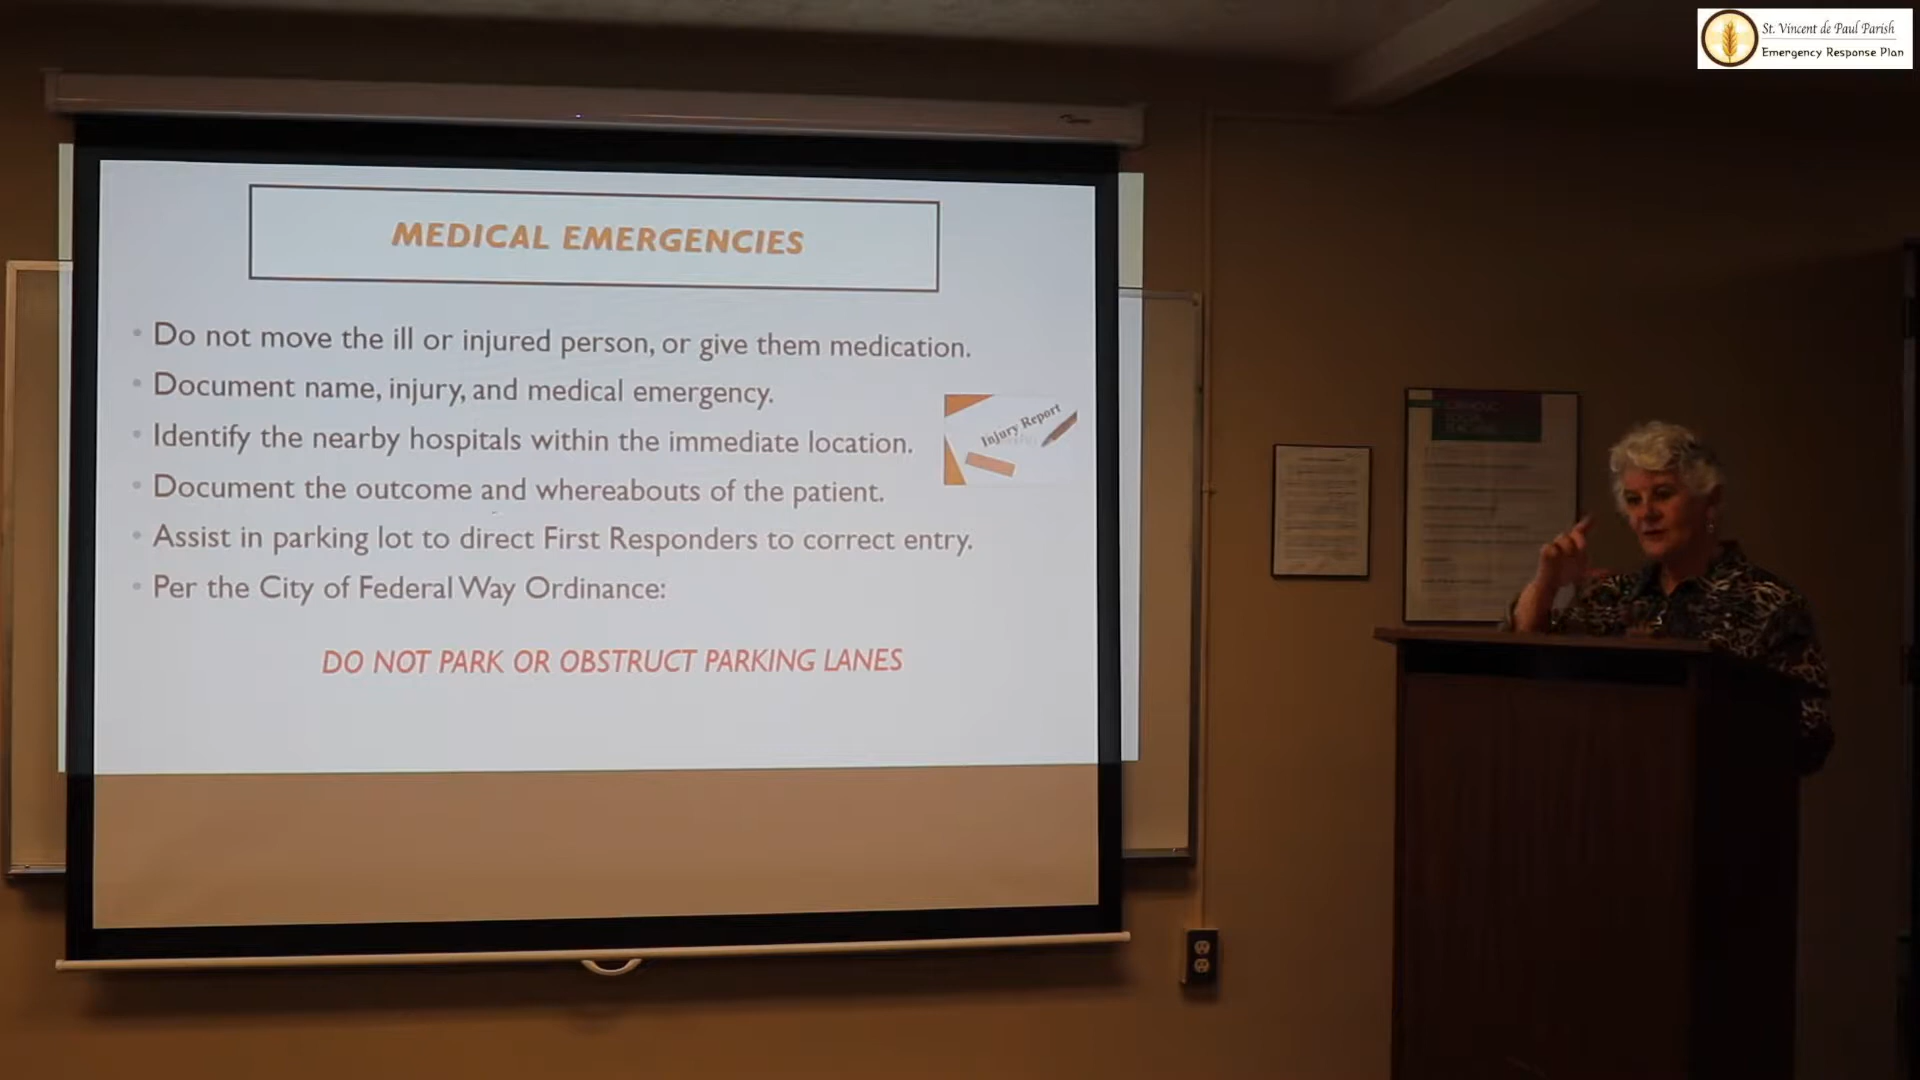 St. Vincent de Paul Parish
Emergency Response Plan
MEDICAL EMERGENCIES
• Do not move the ill or injured person, or give them medication.
• Document name, injury, and medical emergency.
• Identify the nearby hospitals within the immediate location.
• Document the outcome and whereabouts of the patient.
• Assist in parking lot to direct First Responders to correct entry.
• Per the City of Federal Way Ordinance:
DO NOT PARK OR OBSTRUCT PARKING LANES
Injury Report